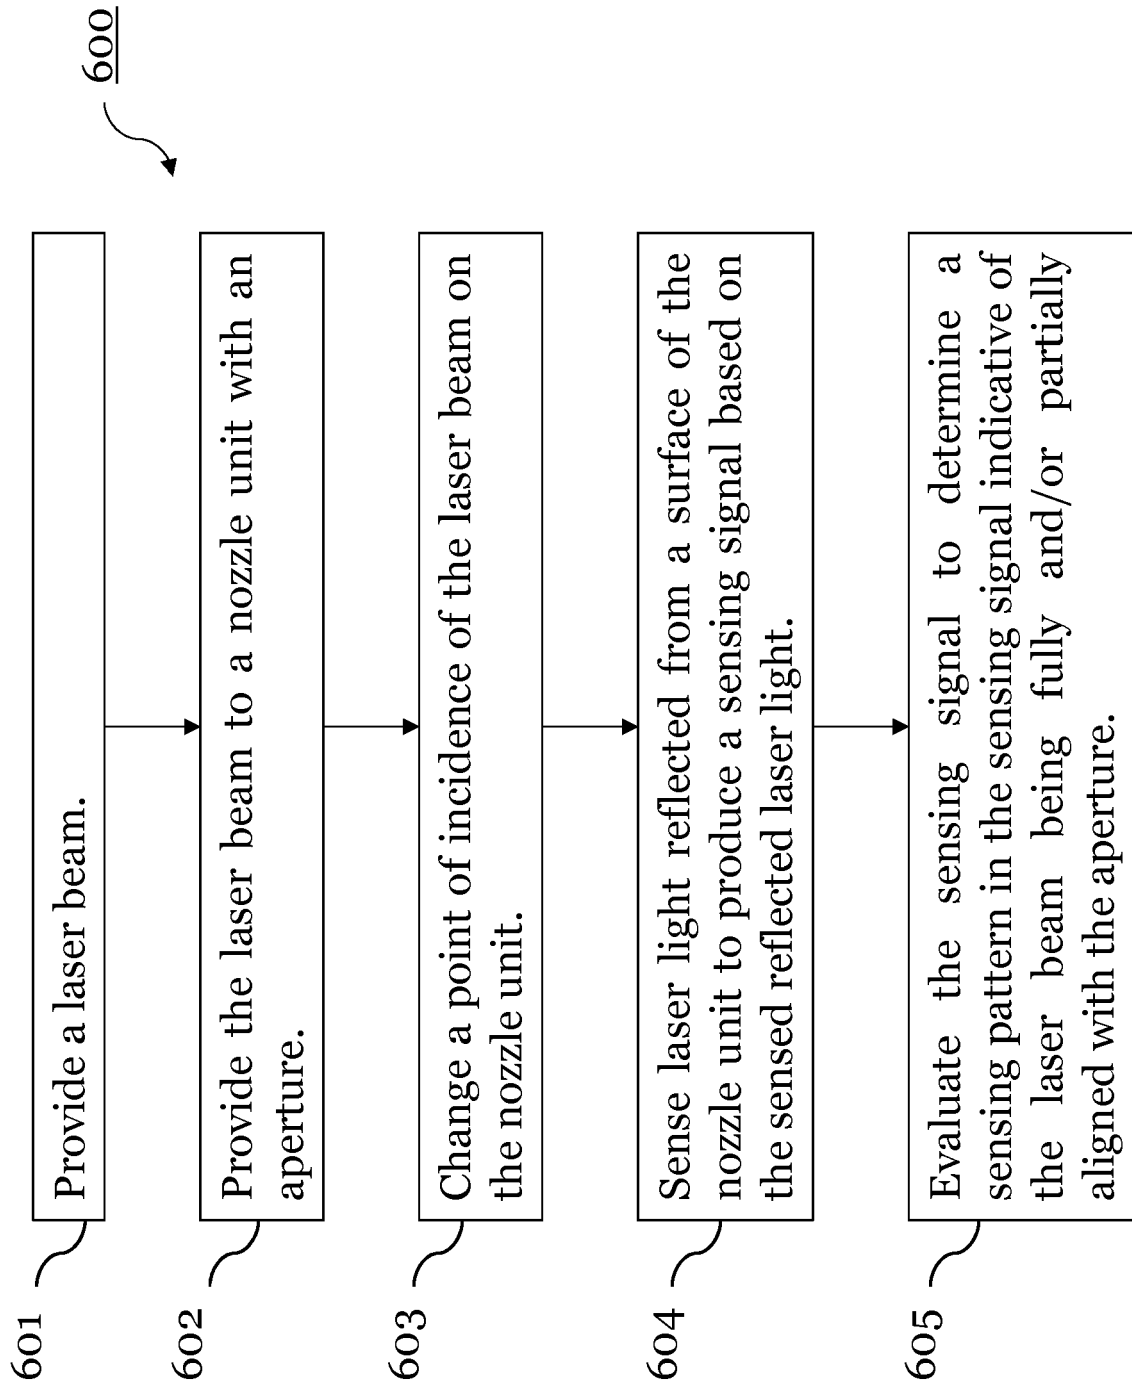 600
601
Provide a laser beam.
602
Provide the laser beam to a nozzle unit with an
aperture.
603
Change a point of incidence of the laser beam on
the nozzle unit.
604
Sense laser light reflected from a surface of the
nozzle unit to produce a sensing signal based on
the sensed reflected laser light.
605
Evaluate the sensing signal to determine a
sensing pattern in the sensing signal indicative of
the laser beam being fully and/or partially
aligned with the aperture.